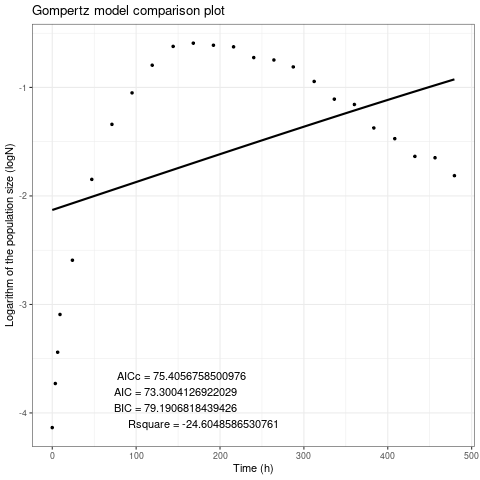 Gompertz model comparison plot
Logarithm of the population size (logN)
-1
-2
-3
-4
AICc = 75.4056758500976
AIC = 73.3004126922029
BIC = 79.1906818439426
Rsquare = -24.6048586530761
0 100 200 300 400 500
Time (h)